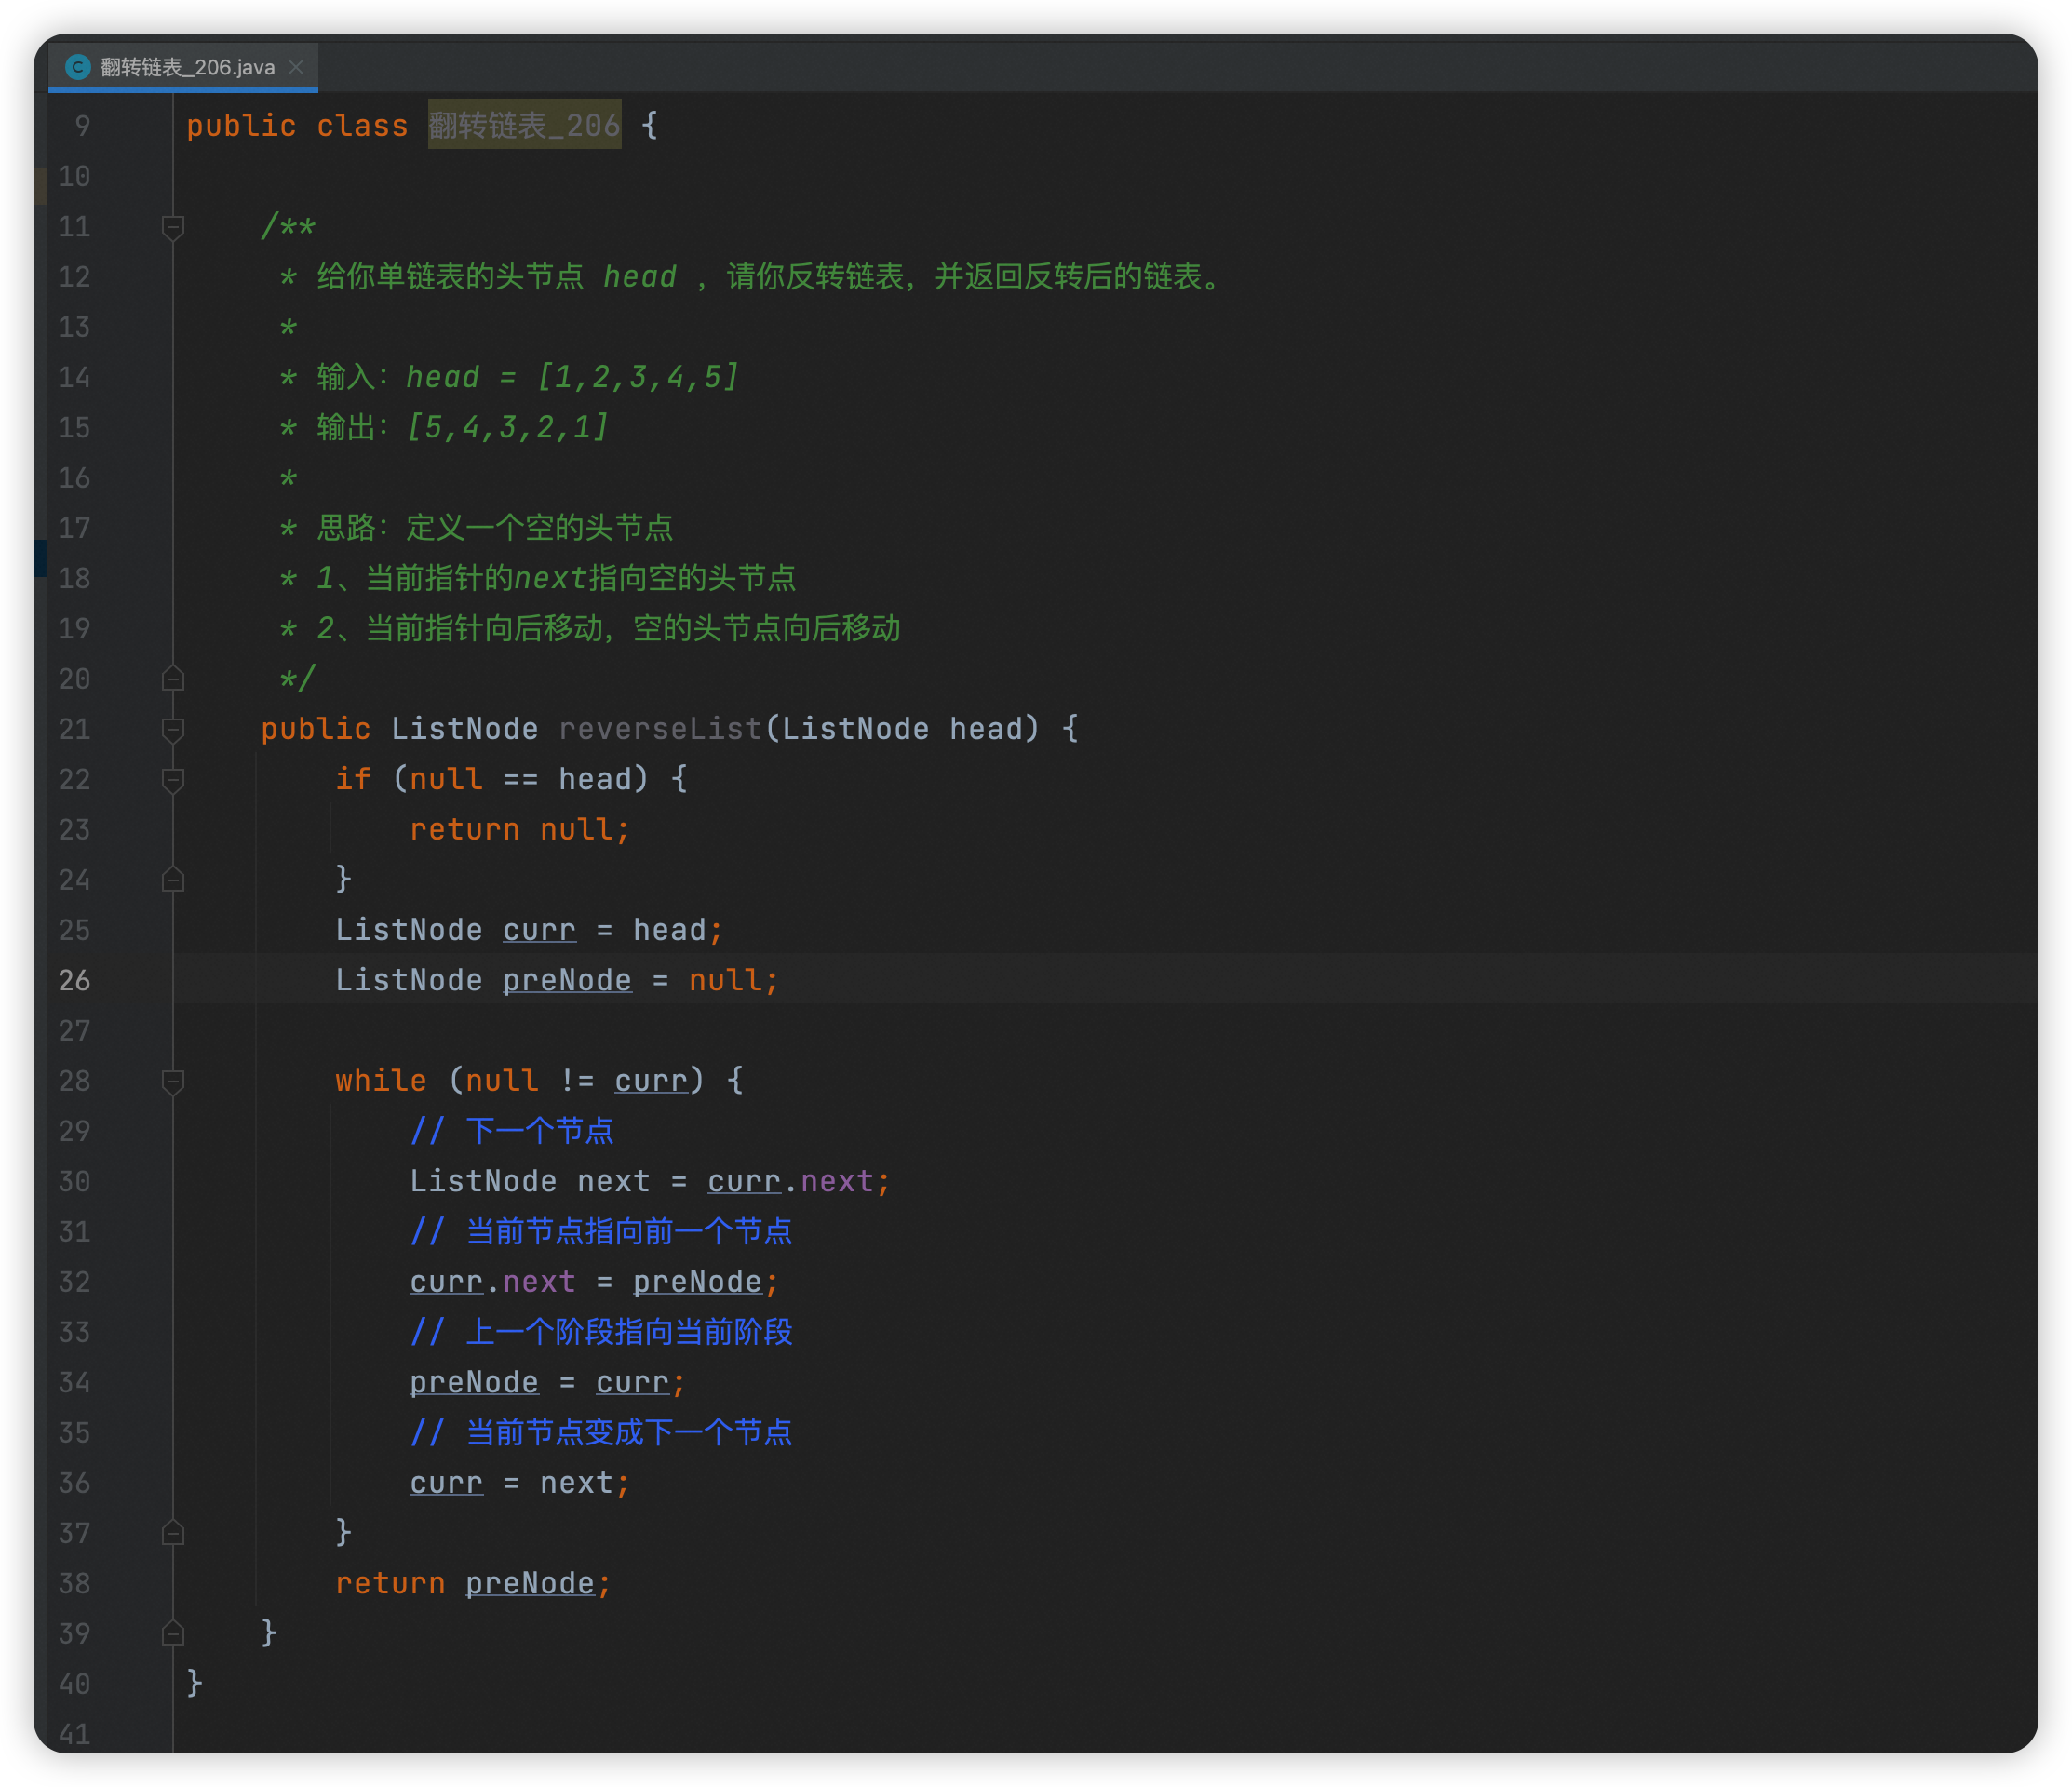 翻转链表_206.java
9 public class 翻转链表_206 {
10
11 /**
12 * 给你单链表的头节点 head ，请你反转链表，并返回反转后的链表。
13 *
14 * 输入：head = [1,2,3,4,5]
15 * 输出：[5,4,3,2,1]
16 *
17 * 思路：定义一个空的头节点
18 * 1、当前指针的next指向空的头节点
19 * 2、当前指针向后移动，空的头节点向后移动
20 */
21 public ListNode reverseList(ListNode head) {
22 if (null == head) {
23 return null;
24 }
25 ListNode curr = head;
26 ListNode preNode = null;
27
28 while (null != curr) {
29 // 下一个节点
30 ListNode next = curr.next;
31 // 当前节点指向前一个节点
32 curr.next = preNode;
33 // 上一个阶段指向当前阶段
34 preNode = curr;
35 // 当前节点变成下一个节点
36 curr = next;
37 }
38 return preNode;
39 }
40 }
41